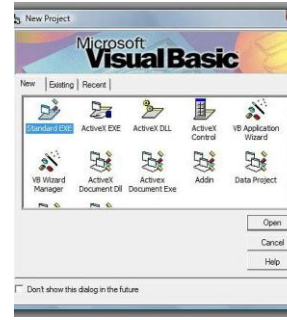 New Project
Microsoft
Visual Basic
New Existing Recent
Standard EXE ActiveX EXE ActiveX DLL ActiveX Control VB Application Wizard
VB Wizard Manager ActiveX Document Dll Activex Document Exe Addin Data Project
Open
Cancel
Help
Don't show this dialog in the future